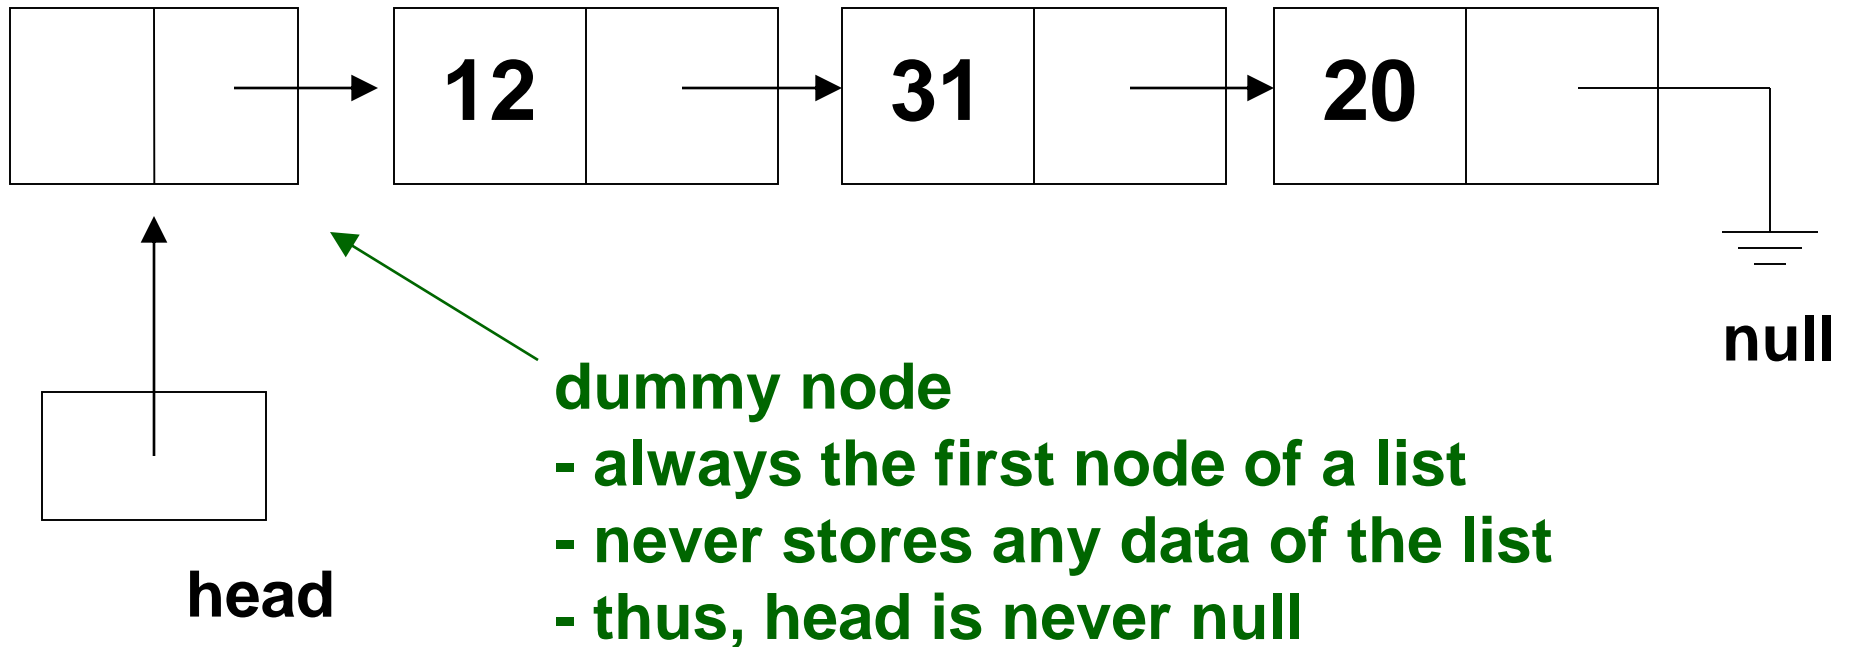 12
31
20
null
dummy node
- always the first node of a list
- never stores any data of the list
- thus, head is never null
head